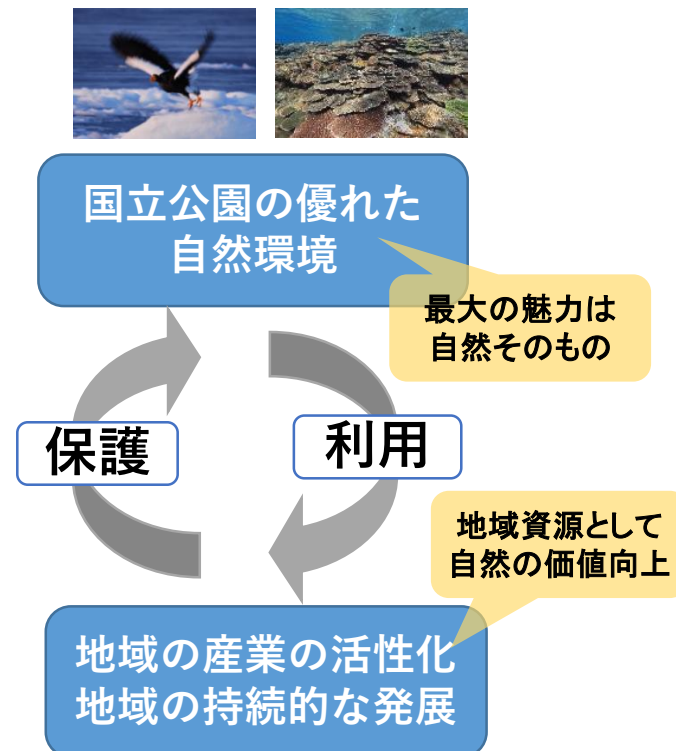 国立公園の優れた
自然環境
最大の魅力は
自然そのもの
保護
利用
地域資源として
自然の価値向上
地域の産業の活性化
地域の持続的な発展